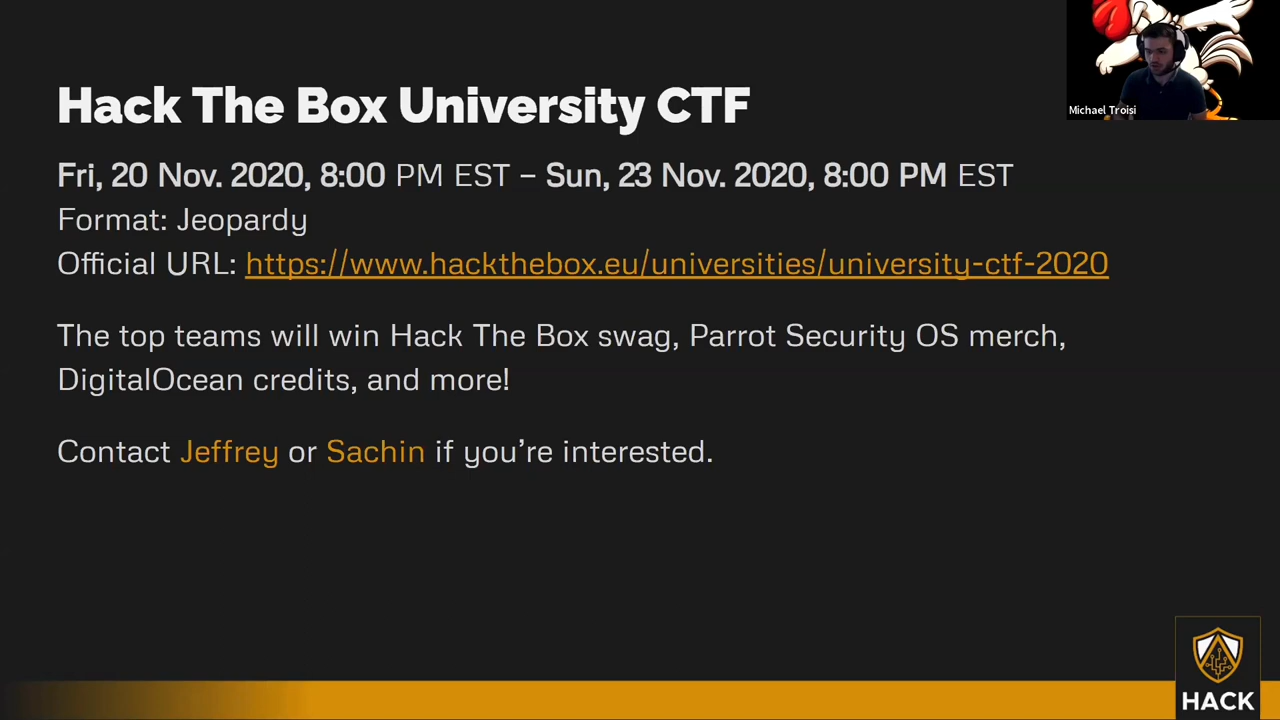 Hack The Box University CTF
Michael Troisi
Fri, 20 Nov. 2020, 8:00 PM EST – Sun, 23 Nov. 2020, 8:00 PM EST
Format: Jeopardy
Official URL: https://www.hackthebox.eu/universities/university-ctf-2020
The top teams will win Hack The Box swag, Parrot Security OS merch,
DigitalOcean credits, and more!
Contact Jeffrey or Sachin if you’re interested.
HACK